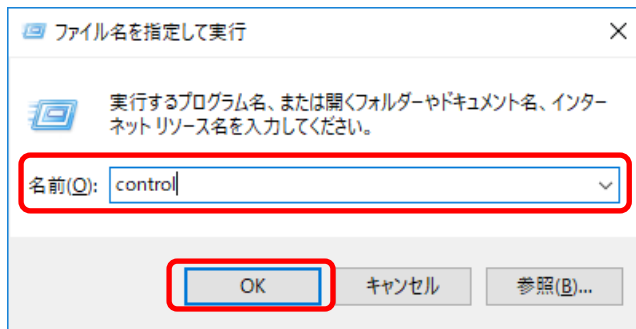 ファイル名を指定して実行
実行するプログラム名、または開くフォルダーやドキュメント名、インター
ネット リソース名を入力してください。
名前(O): control
OK キャンセル 参照(B)...